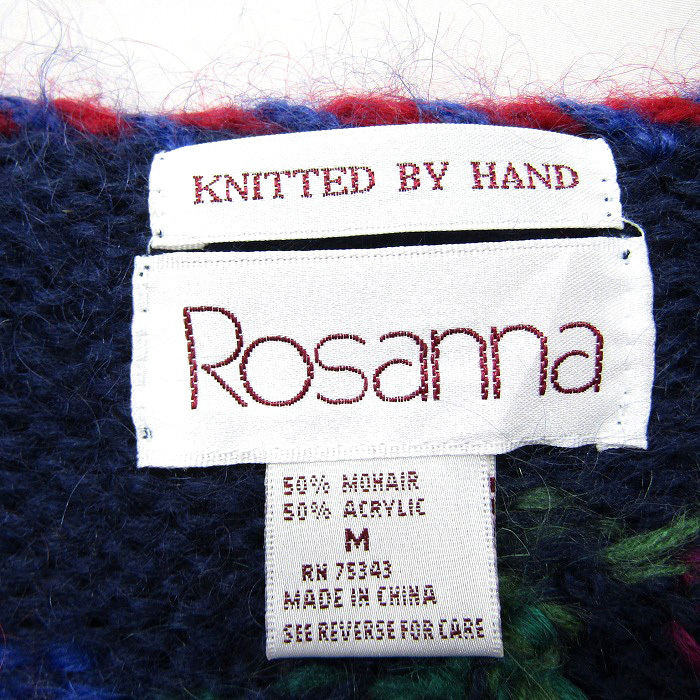 KNITTED BY HAND
Rosanna
50% MOHAIR
50% ACRYLIC
M
RN 75343
MADE IN CHINA
SEE REVERSE FOR CARE